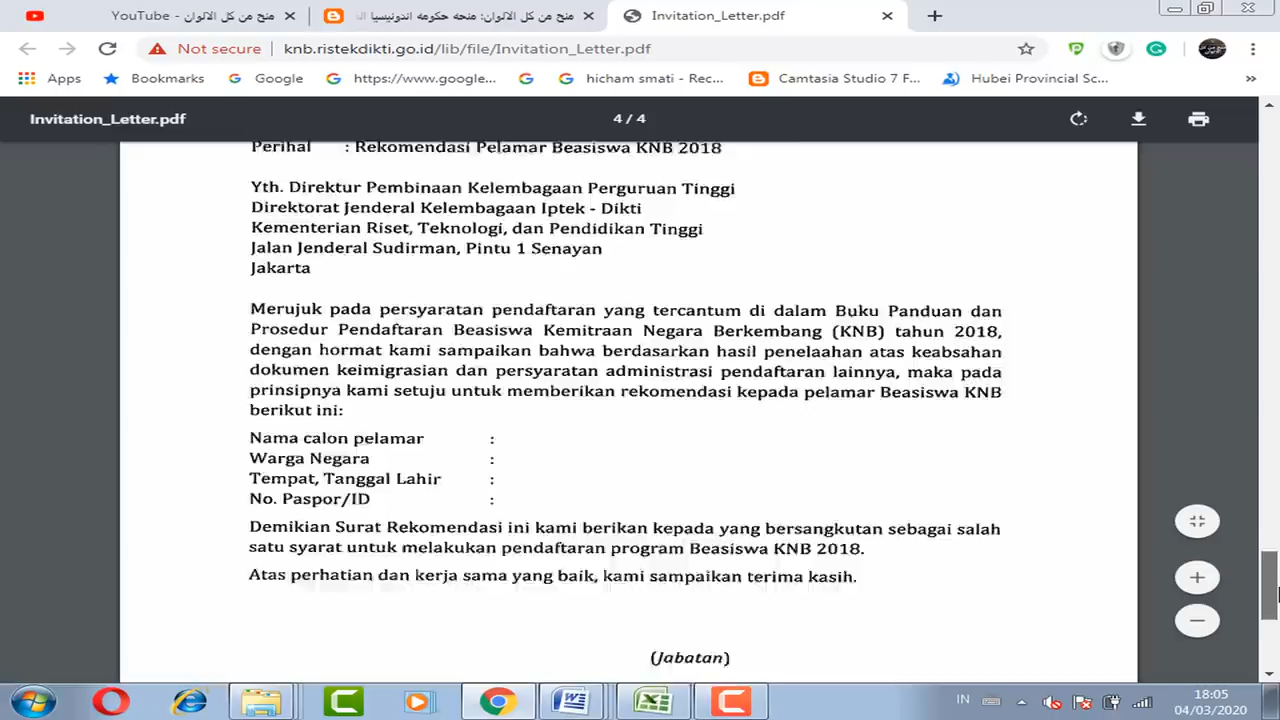 منح من كل الالوان - YouTube
منح من كل الالوان: منحه حكومه اندونيسيا ال
Invitation_Letter.pdf
Not secure
knb.ristekdikti.go.id/lib/file/Invitation_Letter.pdf
Apps
Bookmarks
Google
https://www.google...
hicham smati - Rec...
Camtasia Studio 7 F...
Hubei Provincial Sc...
»
Invitation_Letter.pdf
4 / 4
Perihal : Rekomendasi Pelamar Beasiswa KNB 2018
Yth. Direktur Pembinaan Kelembagaan Perguruan Tinggi
Direktorat Jenderal Kelembagaan Iptek - Dikti
Kementerian Riset, Teknologi, dan Pendidikan Tinggi
Jalan Jenderal Sudirman, Pintu 1 Senayan
Jakarta
Merujuk pada persyaratan pendaftaran yang tercantum di dalam Buku Panduan dan
Prosedur Pendaftaran Beasiswa Kemitraan Negara Berkembang (KNB) tahun 2018,
dengan hormat kami sampaikan bahwa berdasarkan hasil penelaahan atas keabsahan
dokumen keimigrasian dan persyaratan administrasi pendaftaran lainnya, maka pada
prinsipnya kami setuju untuk memberikan rekomendasi kepada pelamar Beasiswa KNB
berikut ini:
Nama calon pelamar :
Warga Negara :
Tempat, Tanggal Lahir :
No. Paspor/ID :
Demikian Surat Rekomendasi ini kami berikan kepada yang bersangkutan sebagai salah
satu syarat untuk melakukan pendaftaran program Beasiswa KNB 2018.
Atas perhatian dan kerja sama yang baik, kami sampaikan terima kasih.
(Jabatan)
IN
18:05
04/03/2020